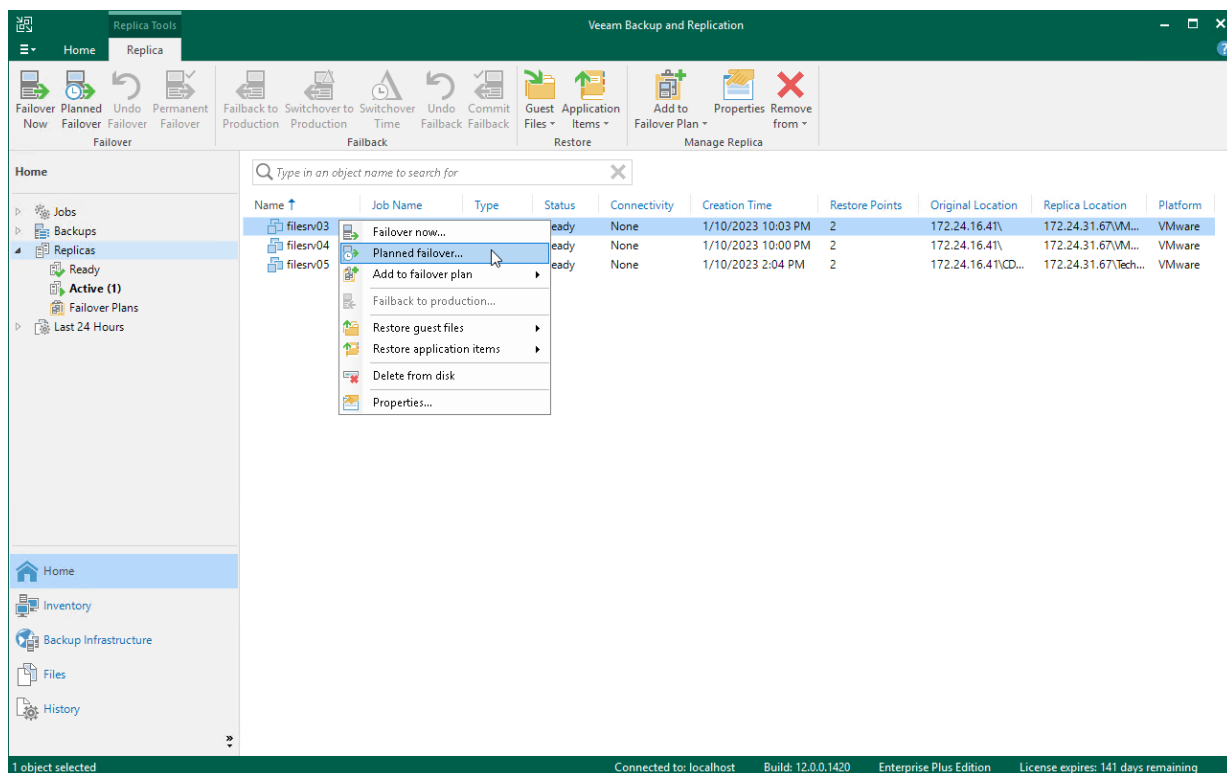 Replica Tools
Veeam Backup and Replication
Home Replica
Failover Now
Planned Failover
Undo Failover
Permanent Failover
Failback to Production
Switchover to Production
Switchover Time
Undo Failback
Commit Failback
Guest Files
Application Items
Add to Failover Plan
Properties
Remove from
Failover
Failback
Restore
Manage Replica
Home
Jobs
Backups
Replicas
Ready
Active (1)
Failover Plans
Last 24 Hours
Home
Inventory
Backup Infrastructure
Files
History
Type in an object name to search for
Name Job Name Type Status Connectivity Creation Time Restore Points Original Location Replica Location Platform
filesrv03 eady None 1/10/2023 10:03 PM 2 172.24.16.41\ 172.24.31.67\VM... VMware
filesrv04 eady None 1/10/2023 10:00 PM 2 172.24.16.41\ 172.24.31.67\VM... VMware
filesrv05 eady None 1/10/2023 2:04 PM 2 172.24.16.41\CD... 172.24.31.67\Tech... VMware
Failover now...
Planned failover...
Add to failover plan
Failback to production...
Restore guest files
Restore application items
Delete from disk
Properties...
1 object selected
Connected to: localhost Build: 12.0.0.1420 Enterprise Plus Edition License expires: 141 days remaining